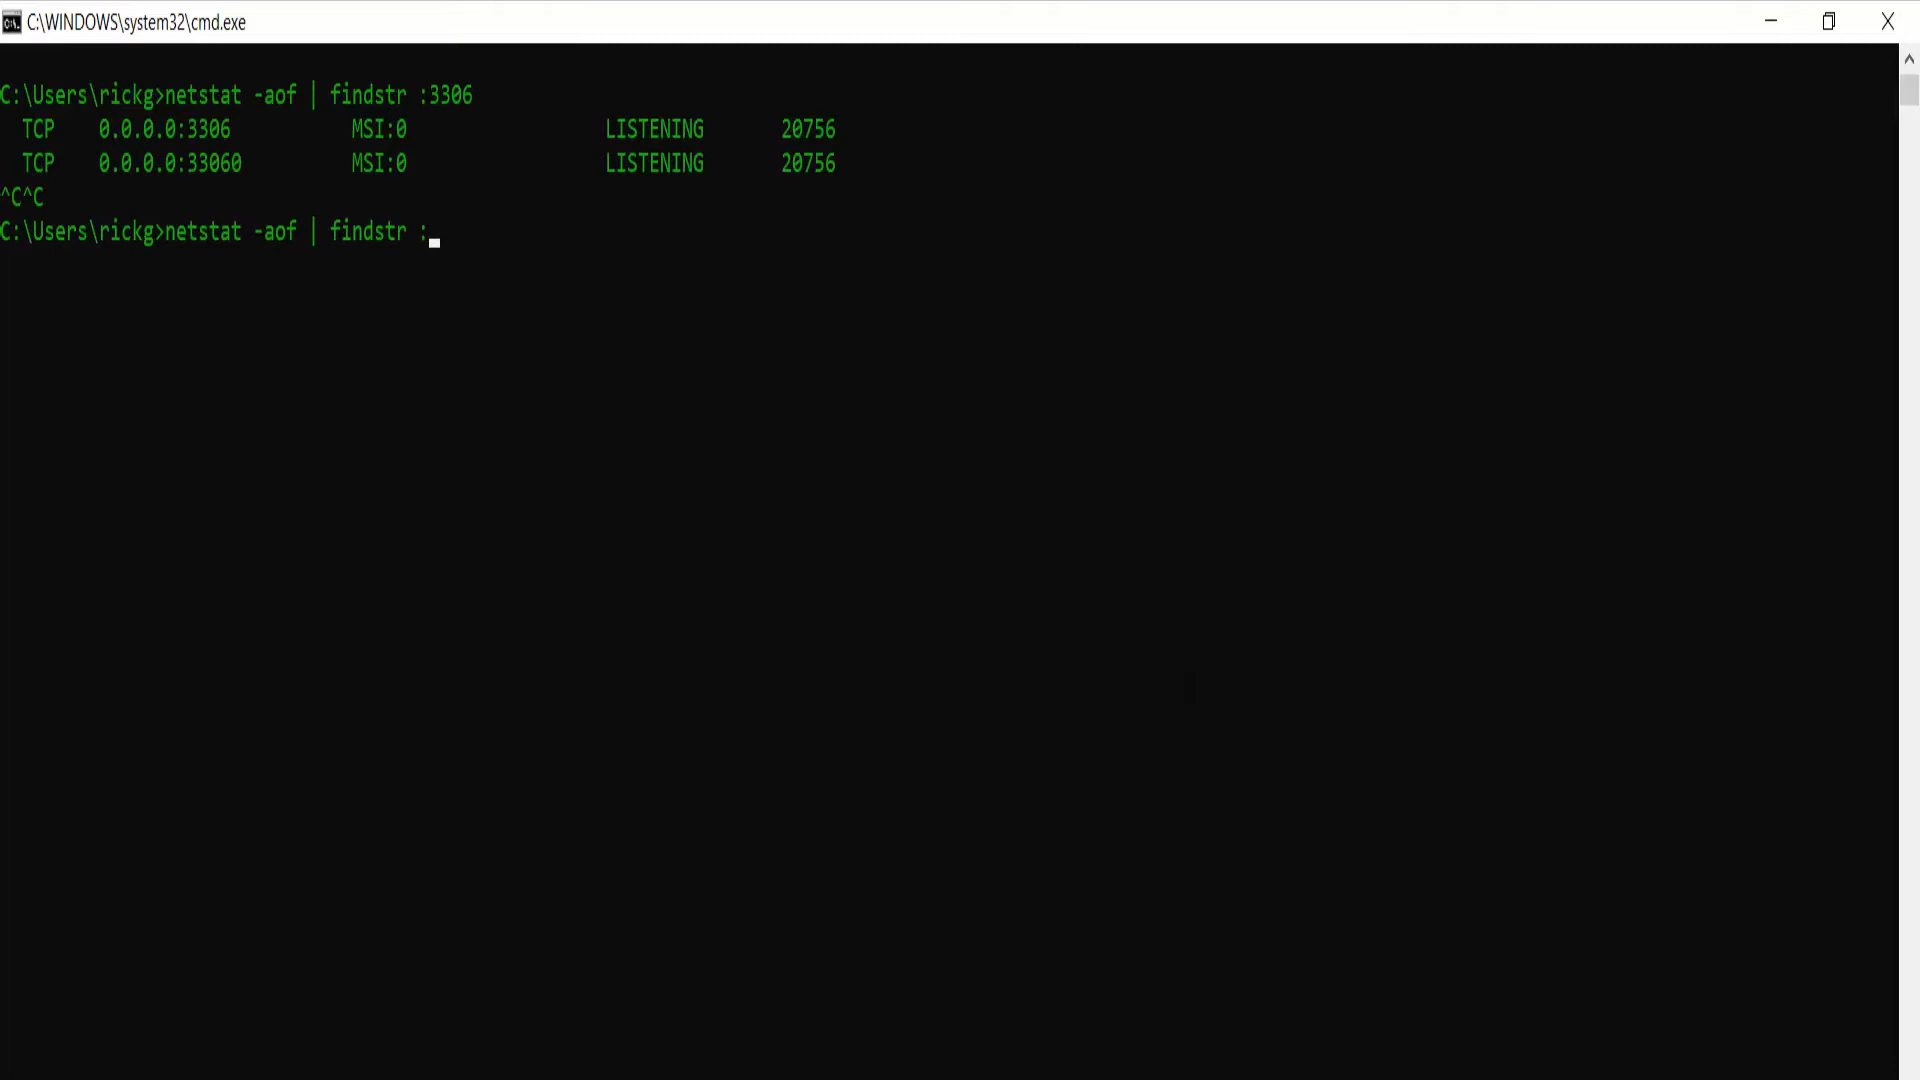 C:\WINDOWS\system32\cmd.exe
C:\Users\rickg>netstat -aof | findstr :3306
TCP 0.0.0.0:3306 MSI:0 LISTENING 20756
TCP 0.0.0.0:33060 MSI:0 LISTENING 20756
^C^C
C:\Users\rickg>netstat -aof | findstr :